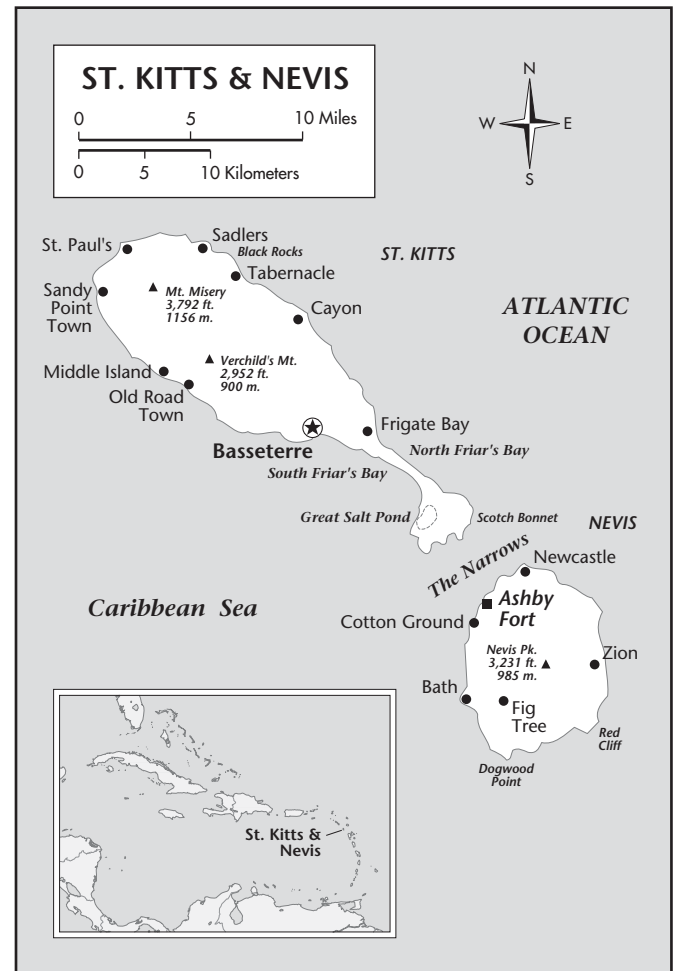 ST. KITTS & NEVIS
0 5 10 Miles
0 5 10 Kilometers
N
W E
S
St. Paul's
Sadlers
Black Rocks
ST. KITTS
Tabernacle
Sandy
Point
Town
Mt. Misery
3,792 ft.
1156 m.
Cayon
ATLANTIC
OCEAN
Verchild's Mt.
2,952 ft.
900 m.
Middle Island
Old Road
Town
Frigate Bay
Basseterre
North Friar's Bay
South Friar's Bay
Great Salt Pond
Scotch Bonnet
NEVIS
The Narrows
Newcastle
Caribbean Sea
Ashby
Fort
Cotton Ground
Nevis Pk.
3,231 ft.
985 m.
Zion
Bath
Fig
Tree
Red
Cliff
Dogwood
Point
St. Kitts &
Nevis